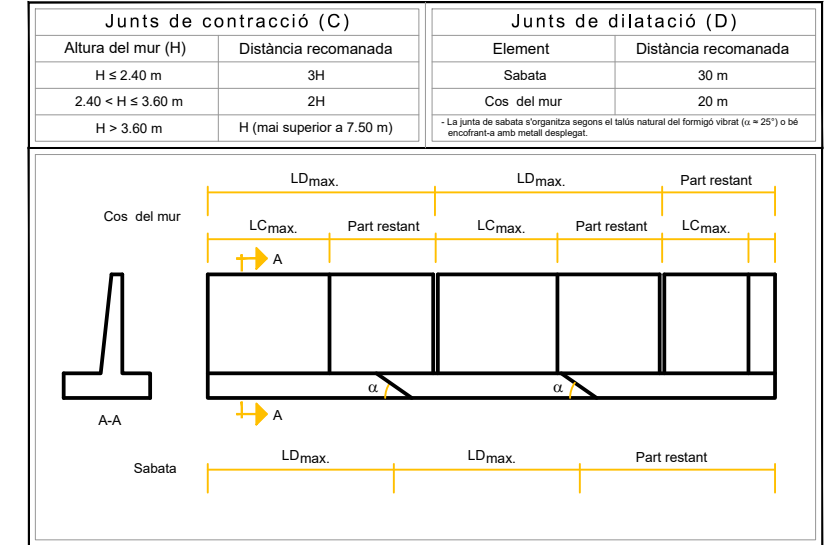 Junts de contracció (C)
Altura del mur (H) Distància recomanada
H ≤ 2.40 m 3H
2.40 < H ≤ 3.60 m 2H
H > 3.60 m H (mai superior a 7.50 m)
Junts de dilatació (D)
Element Distància recomanada
Sabata 30 m
Cos del mur 20 m
- La junta de sabata s'organitza segons el talús natural del formigó vibrat (α ≈ 25°) o bé
encofrant-a amb metall desplegat.
LDmax. LDmax. Part restant
Cos del mur
LCmax. Part restant LCmax. Part restant LCmax.
A
α α
A
A-A
Sabata
LDmax. LDmax. Part restant